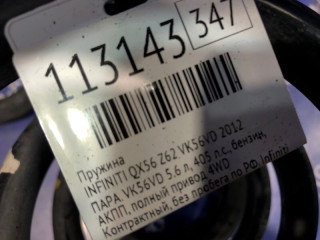 113143 347
Пружина
INFINITI QX56 Z62 VK56VD 2012
ПАРА. VK56VD 5.6 л, 405 л.с., бензин,
АКПП, полный привод 4WD
Контрактный, без пробега по РФ. Infiniti